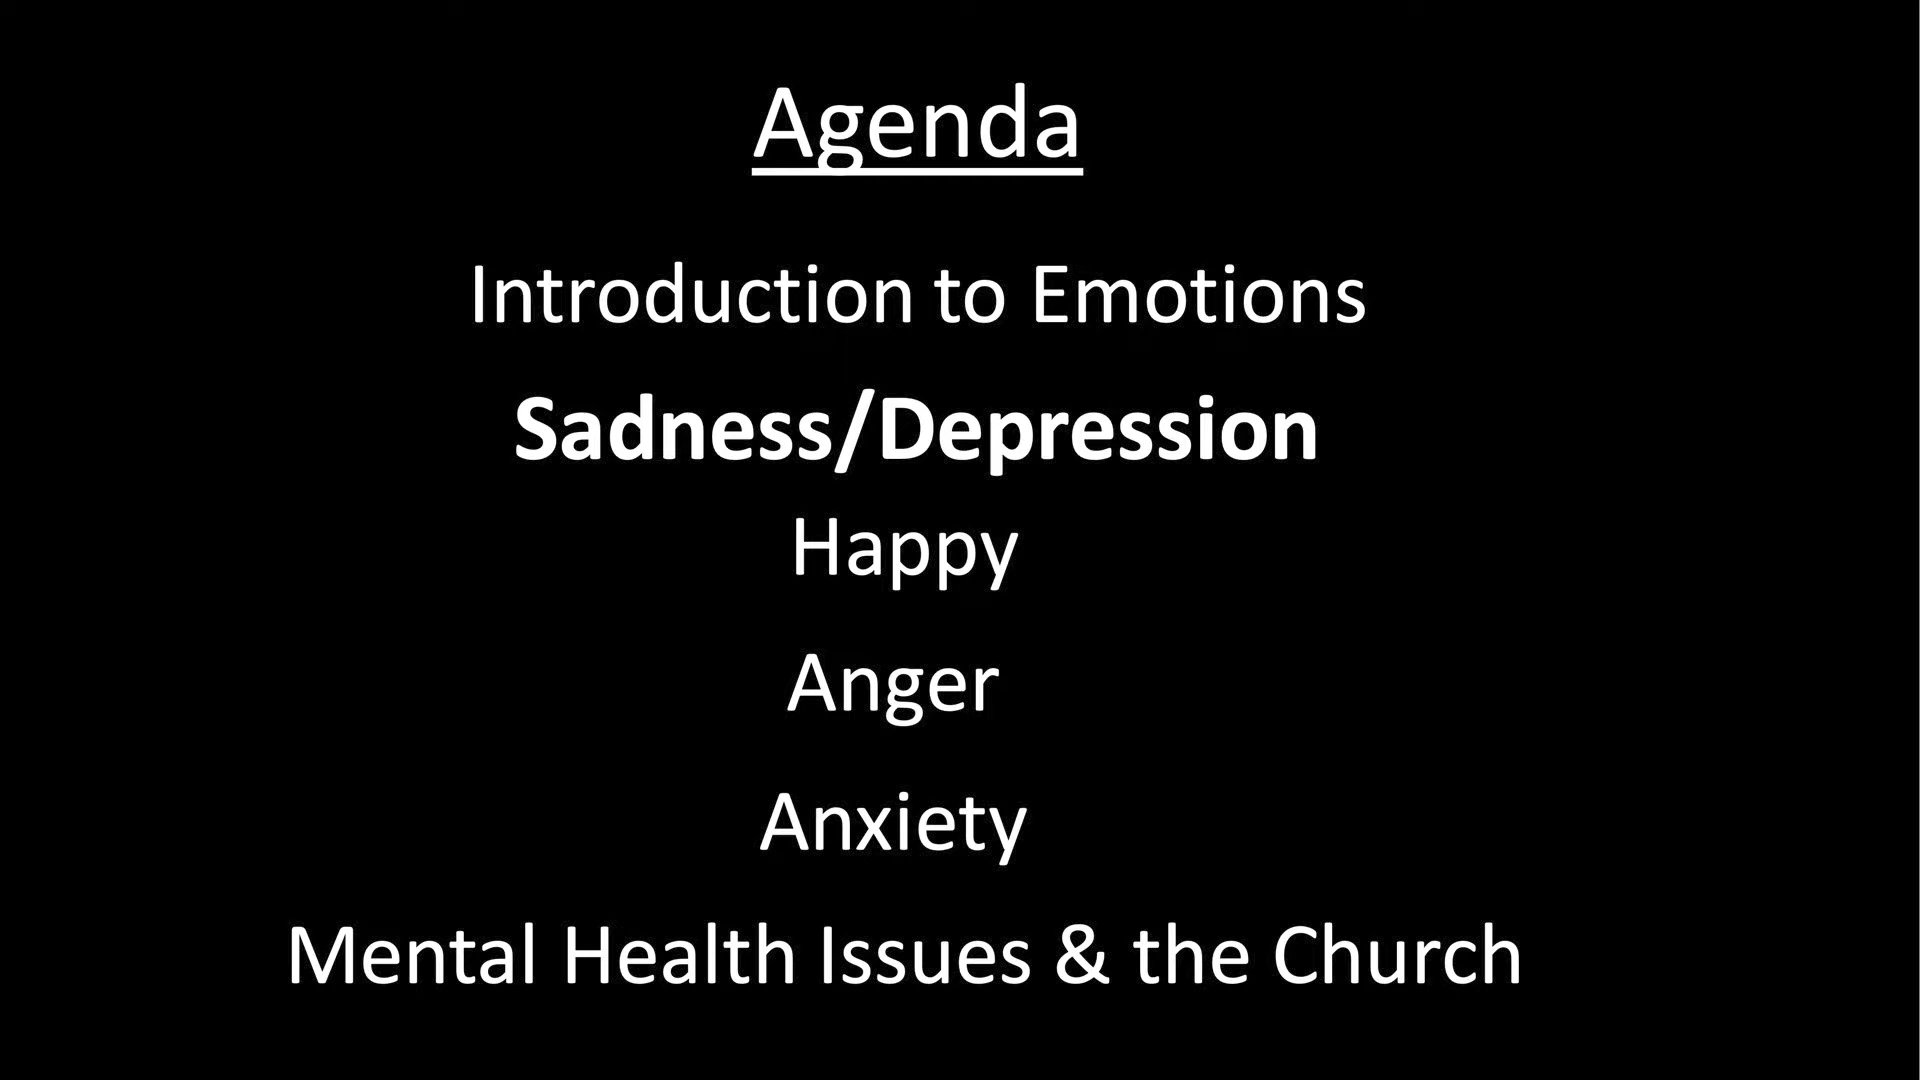 Agenda
Introduction to Emotions
Sadness/Depression
Happy
Anger
Anxiety
Mental Health Issues & the Church